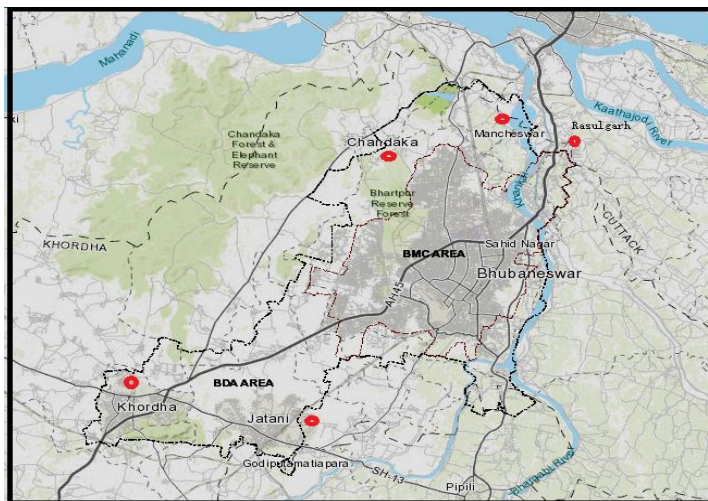 Mahanadi
Kaathajodi River
Rasulgarh
Mancheswar
Chandaka
Chandaka
Forest &
Elephant
Reserve
Bhartpur
Reserve
Forest
KHORDHA
CUTTACK
Sahid Nagar
BMC AREA
Bhubaneswar
AH45
BDA AREA
Khordha
Jatani
Godiputamatiapara
SH-13
Pipili
Bhargabi River